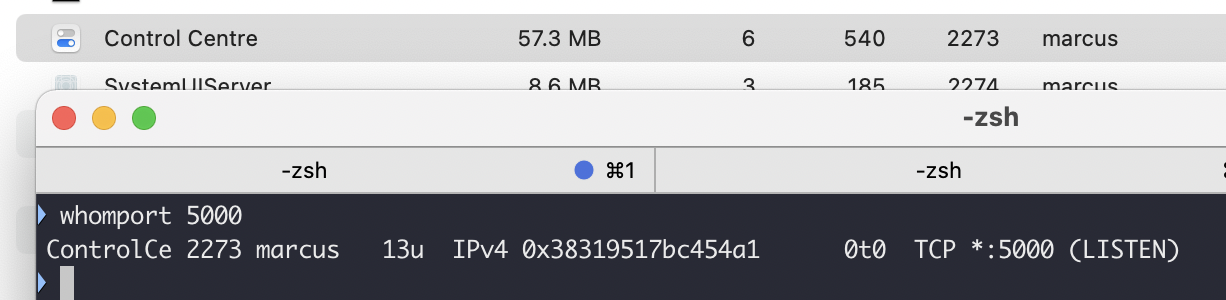 Control Centre 57.3 MB 6 540 2273 marcus
SystemUIServer 8.6 MB 3 185 2274 marcus
-zsh
-zsh ⌘1 -zsh
whomport 5000
ControlCe 2273 marcus 13u IPv4 0x38319517bc454a1 0t0 TCP *:5000 (LISTEN)